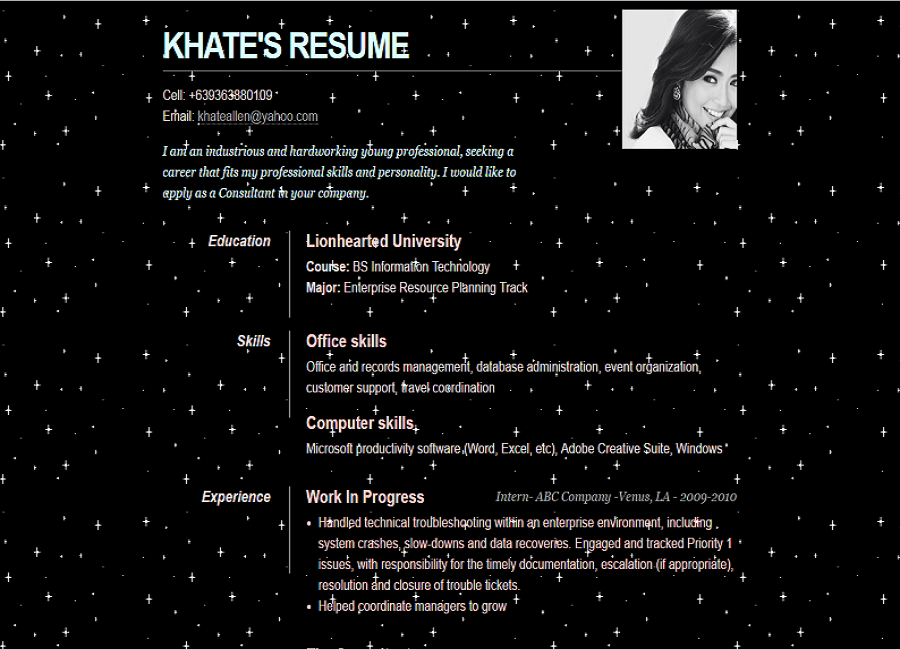 KHATE'S RESUME
Cell: +639363880109
Email: khateallen@yahoo.com
I am an industrious and hardworking young professional, seeking a
career that fits my professional skills and personality. I would like to
apply as a Consultant in your company.
Education
Lionhearted University
Course: BS Information Technology
Major: Enterprise Resource Planning Track
Skills
Office skills
Office and records management, database administration, event organization,
customer support, travel coordination
Computer skills
Microsoft productivity software (Word, Excel, etc), Adobe Creative Suite, Windows
Experience
Work In Progress
Intern- ABC Company -Venus, LA - 2009-2010
• Handled technical troubleshooting within an enterprise environment, including
system crashes, slow-downs and data recoveries. Engaged and tracked Priority 1
issues, with responsibility for the timely documentation, escalation (if appropriate),
resolution and closure of trouble tickets.
• Helped coordinate managers to grow